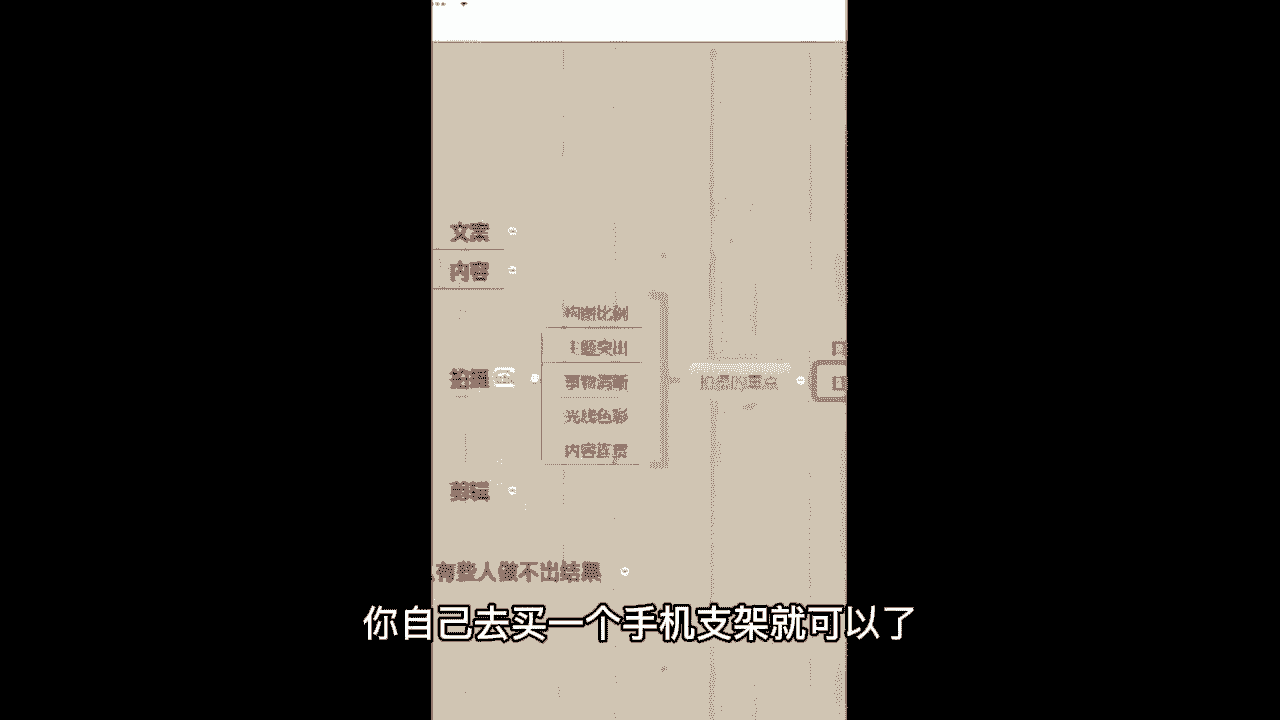 文案
内容
构图比例
主题突出
拍摄
事物清晰
拍摄的重点
光线色彩
内容连贯
剪辑
有些人做不出结果
你自己去买一个手机支架就可以了